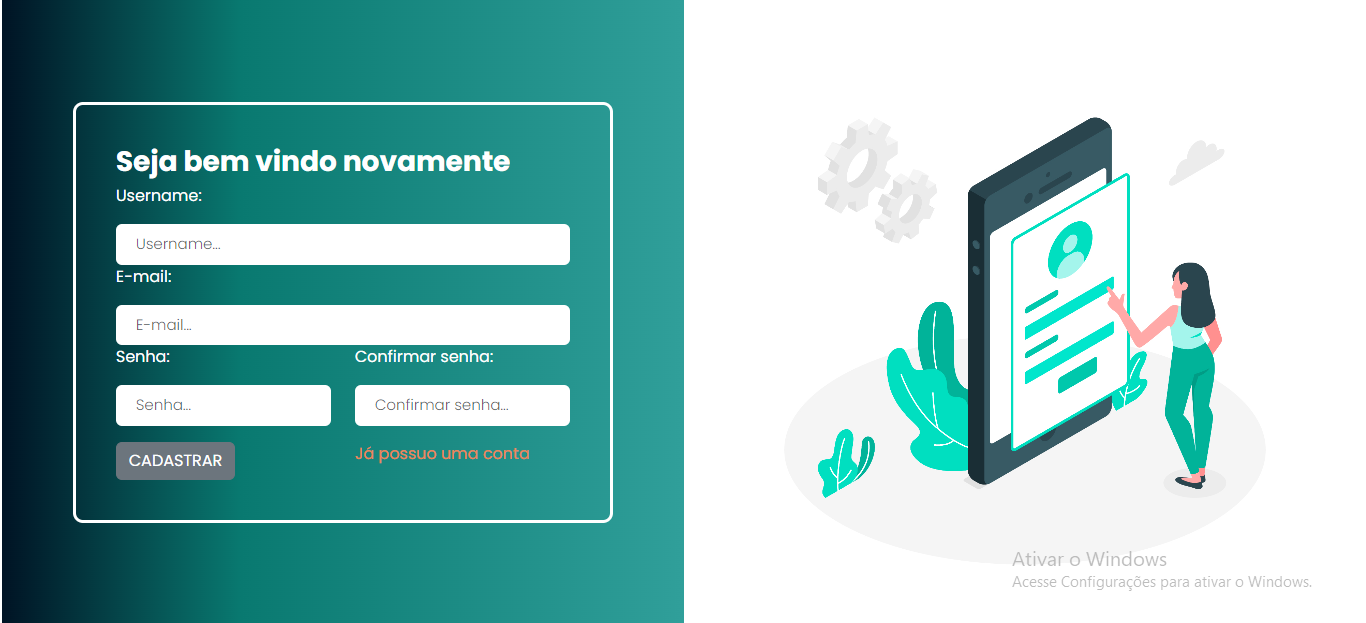 Seja bem vindo novamente
Username:
Username...
E-mail:
E-mail...
Senha:
Confirmar senha:
Senha...
Confirmar senha...
CADASTRAR
Já possuo uma conta
Ativar o Windows
Acesse Configurações para ativar o Windows.